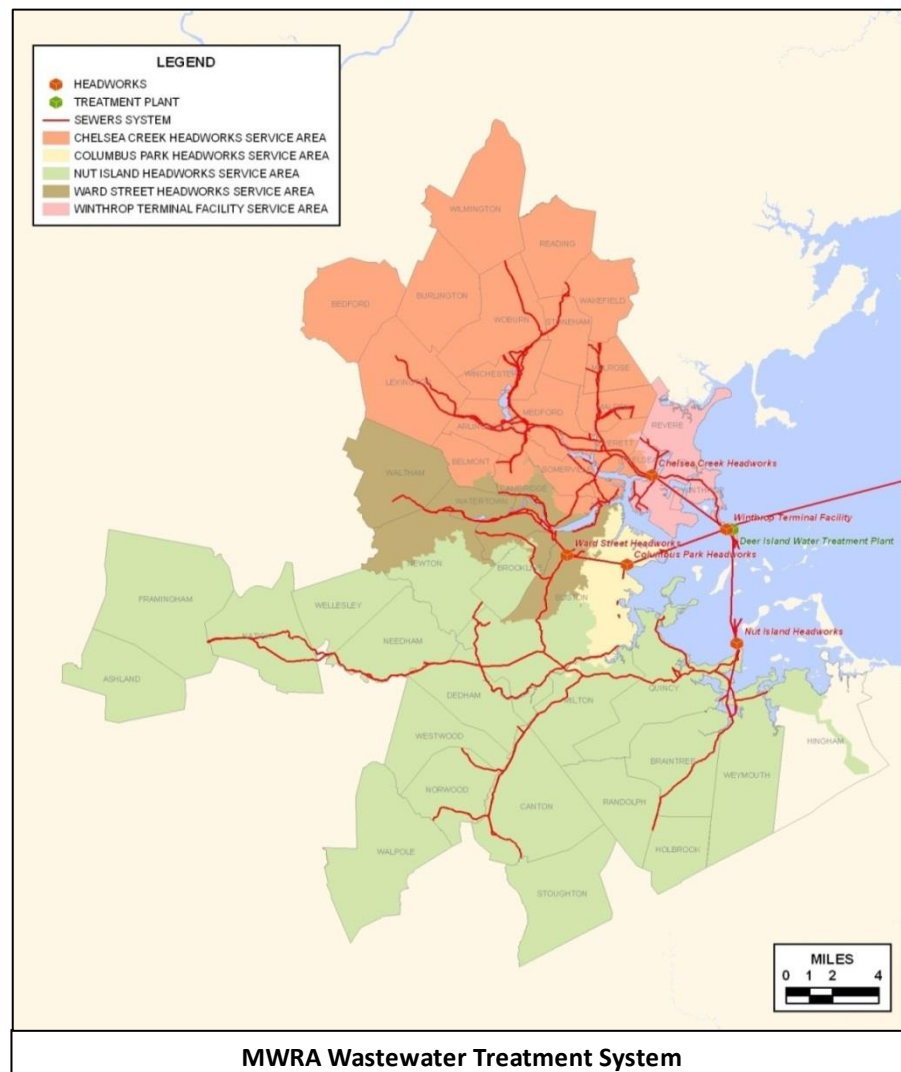 LEGEND
HEADWORKS
TREATMENT PLANT
SEWERS SYSTEM
CHELSEA CREEK HEADWORKS SERVICE AREA
COLUMBUS PARK HEADWORKS SERVICE AREA
NUT ISLAND HEADWORKS SERVICE AREA
WARD STREET HEADWORKS SERVICE AREA
WINTHROP TERMINAL FACILITY SERVICE AREA
WILMINGTON
READING
BURLINGTON
BEDFORD
WAKEFIELD
WOBURN
STONEHAM
WINCHESTER
MELROSE
LEXINGTON
MEDFORD
REVERE
BELMONT
Chelsea Creek Headworks
WALTHAM
WATERTOWN
Winthrop Terminal Facility
Deer Island Water Treatment Plant
Ward Street Headworks
Columbus Park Headworks
NEWTON
BROOKLINE
BOSTON
FRAMINGHAM
WELLESLEY
NATICK
NEEDHAM
Nut Island Headworks
ASHLAND
DEDHAM
MILTON
QUINCY
WESTWOOD
HINGHAM
BRAINTREE
WEYMOUTH
NORWOOD
CANTON
RANDOLPH
WALPOLE
HOLBROOK
STOUGHTON
MILES
0 1 2 4
MWRA Wastewater Treatment System